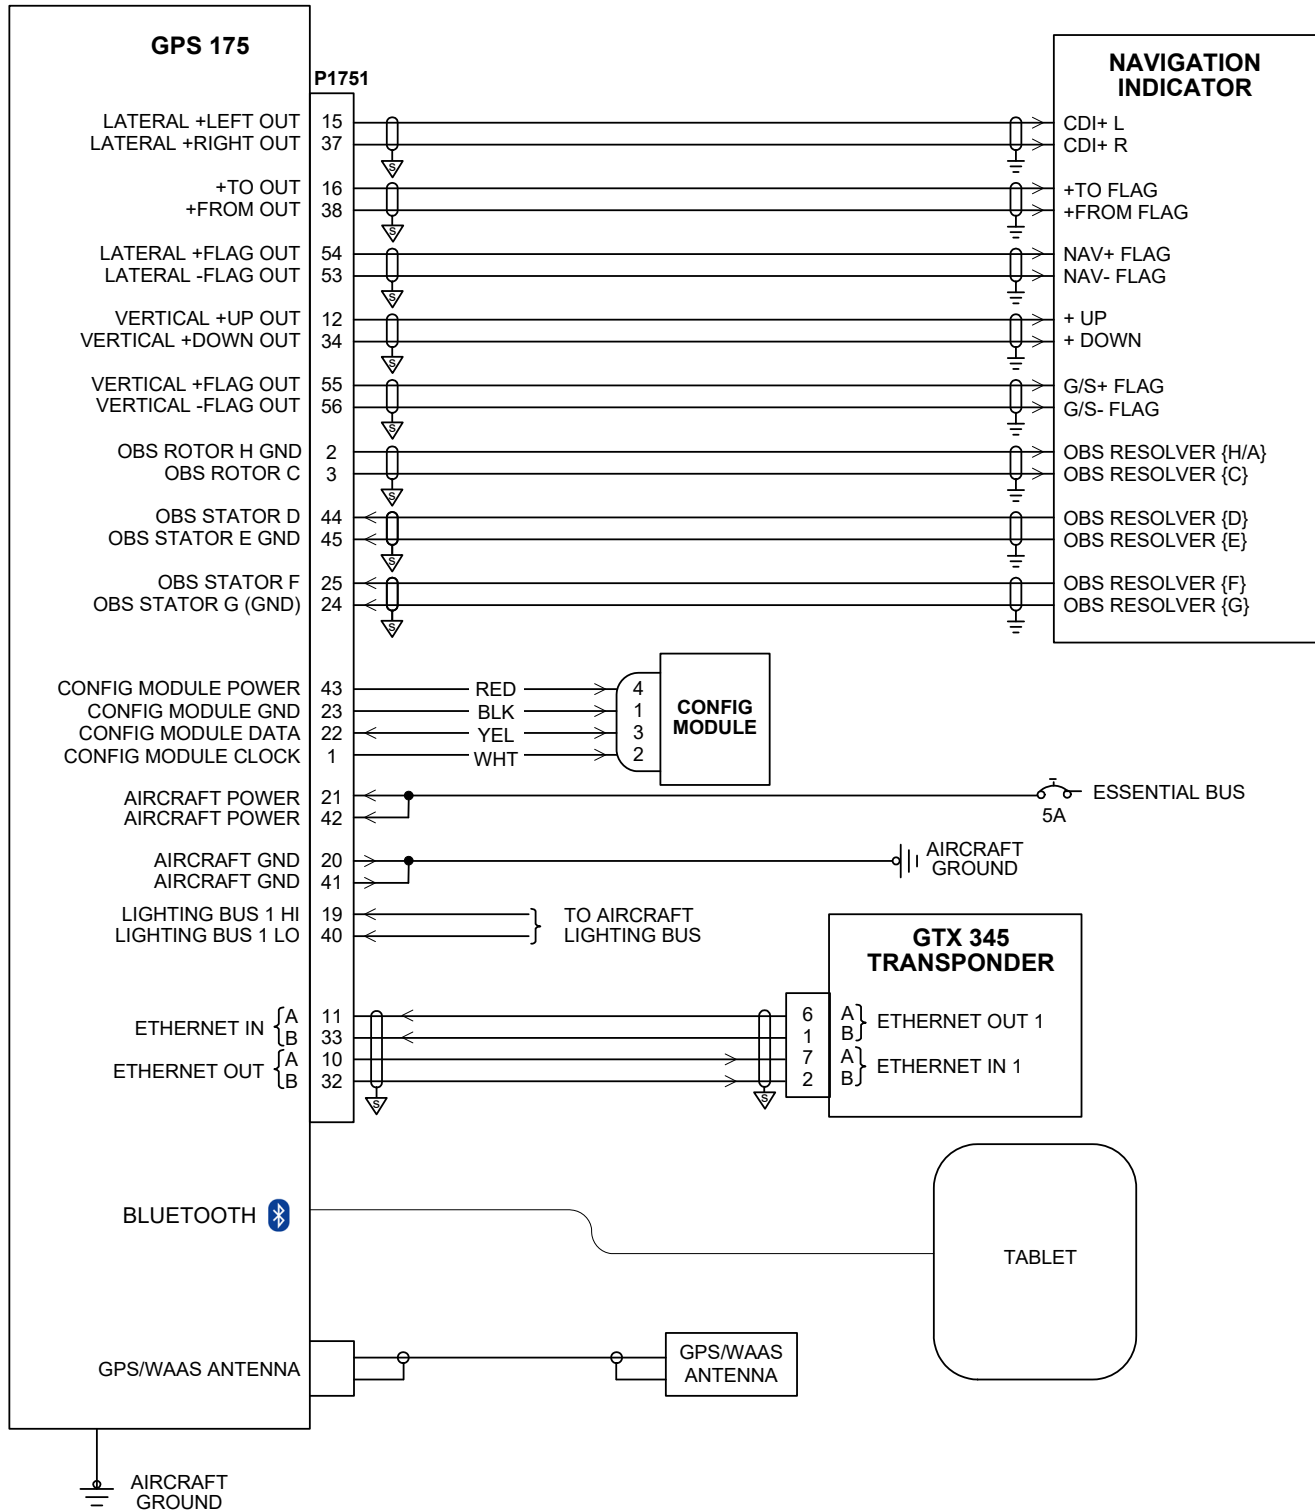 GPS 175
P1751
NAVIGATION
INDICATOR
LATERAL +LEFT OUT 15 CDI+ L
LATERAL +RIGHT OUT 37 S CDI+ R
+TO OUT 16 +TO FLAG
+FROM OUT 38 S +FROM FLAG
LATERAL +FLAG OUT 54 NAV+ FLAG
LATERAL -FLAG OUT 53 S NAV- FLAG
VERTICAL +UP OUT 12 + UP
VERTICAL +DOWN OUT 34 S + DOWN
VERTICAL +FLAG OUT 55 G/S+ FLAG
VERTICAL -FLAG OUT 56 S G/S- FLAG
OBS ROTOR H GND 2 OBS RESOLVER {H/A}
OBS ROTOR C 3 S OBS RESOLVER {C}
OBS STATOR D 44 OBS RESOLVER {D}
OBS STATOR E GND 45 S OBS RESOLVER {E}
OBS STATOR F 25 OBS RESOLVER {F}
OBS STATOR G (GND) 24 S OBS RESOLVER {G}
CONFIG MODULE POWER 43 RED 4
CONFIG MODULE GND 23 BLK 1
CONFIG MODULE DATA 22 YEL 3
CONFIG MODULE CLOCK 1 WHT 2
CONFIG
MODULE
AIRCRAFT POWER 21 ESSENTIAL BUS
AIRCRAFT POWER 42 5A
AIRCRAFT GND 20 AIRCRAFT
AIRCRAFT GND 41 GROUND
LIGHTING BUS 1 HI 19 TO AIRCRAFT
LIGHTING BUS 1 LO 40 LIGHTING BUS
GTX 345
TRANSPONDER
ETHERNET IN { A 11 6 A } ETHERNET OUT 1
B 33 1 B
ETHERNET OUT { A 10 7 A } ETHERNET IN 1
B 32 2 B
S S
BLUETOOTH
TABLET
GPS/WAAS ANTENNA
GPS/WAAS
ANTENNA
AIRCRAFT
GROUND